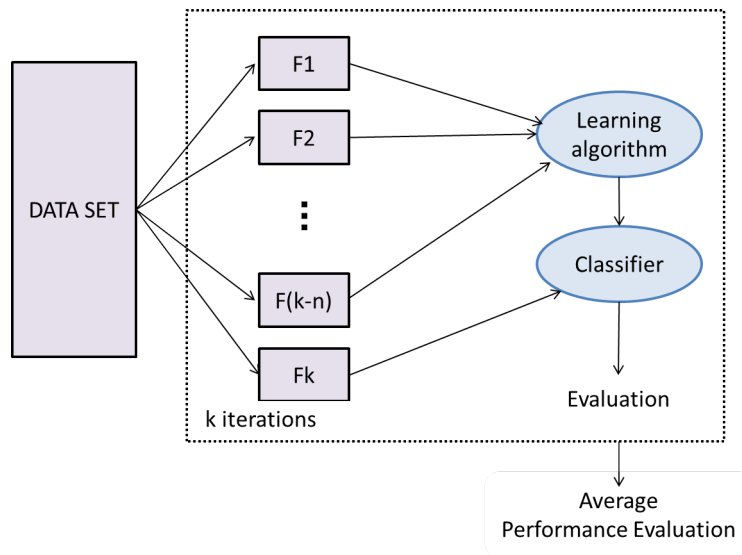 F1
F2
DATA SET
F(k-n)
Fk
k iterations
Learning
algorithm
Classifier
Evaluation
Average
Performance Evaluation